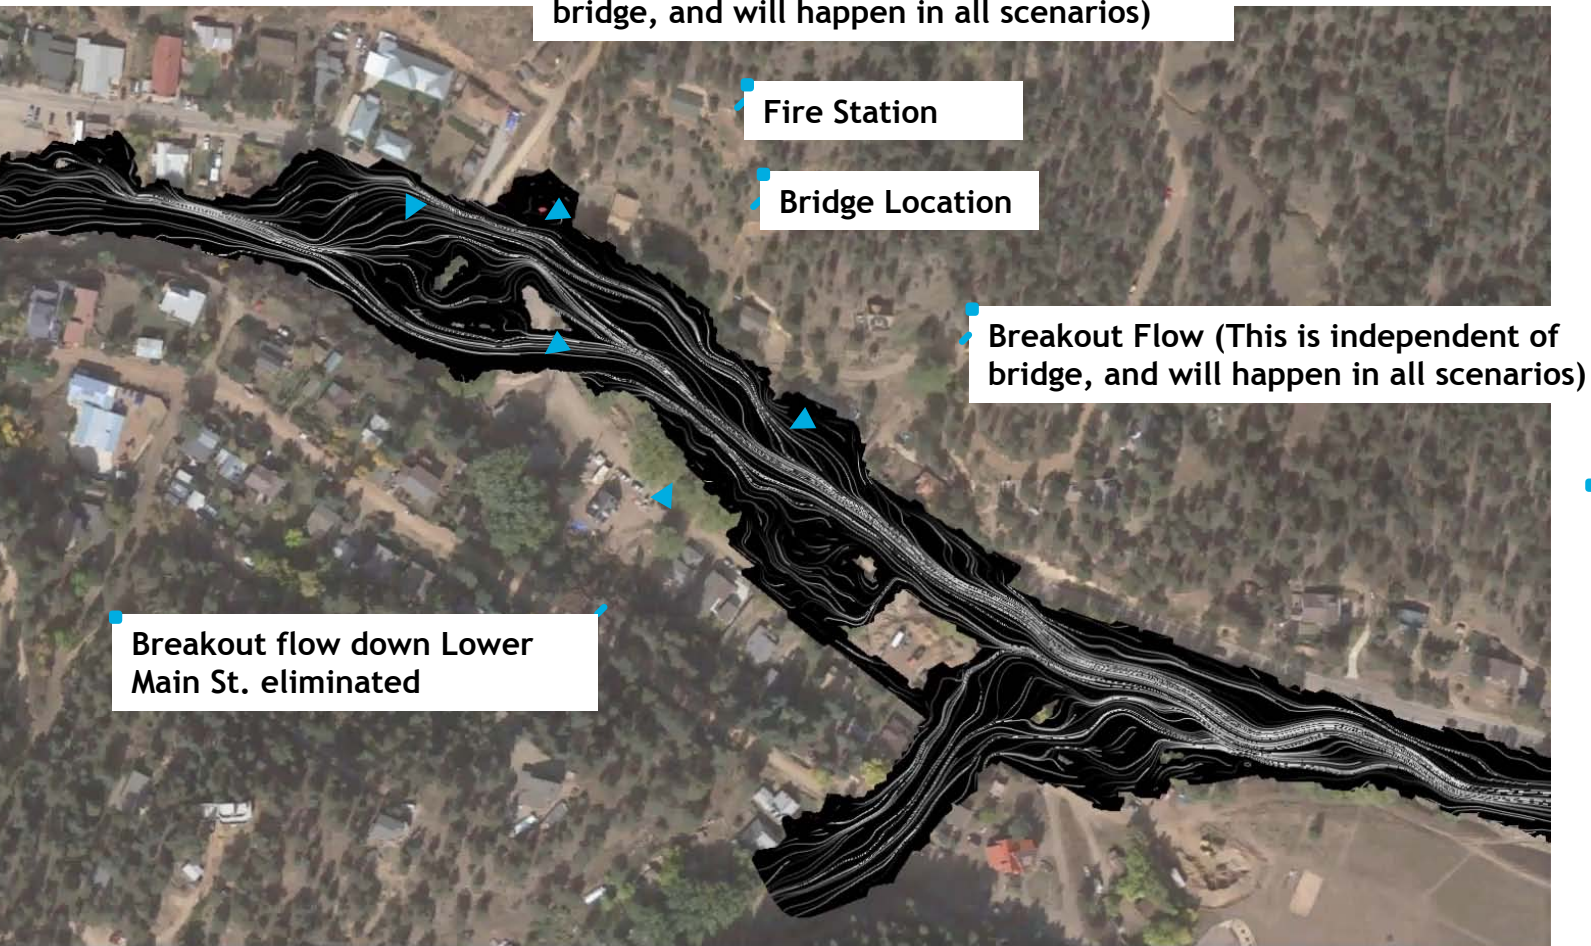 bridge, and will happen in all scenarios)
Fire Station
Bridge Location
Breakout Flow (This is independent of
bridge, and will happen in all scenarios)
Breakout flow down Lower
Main St. eliminated